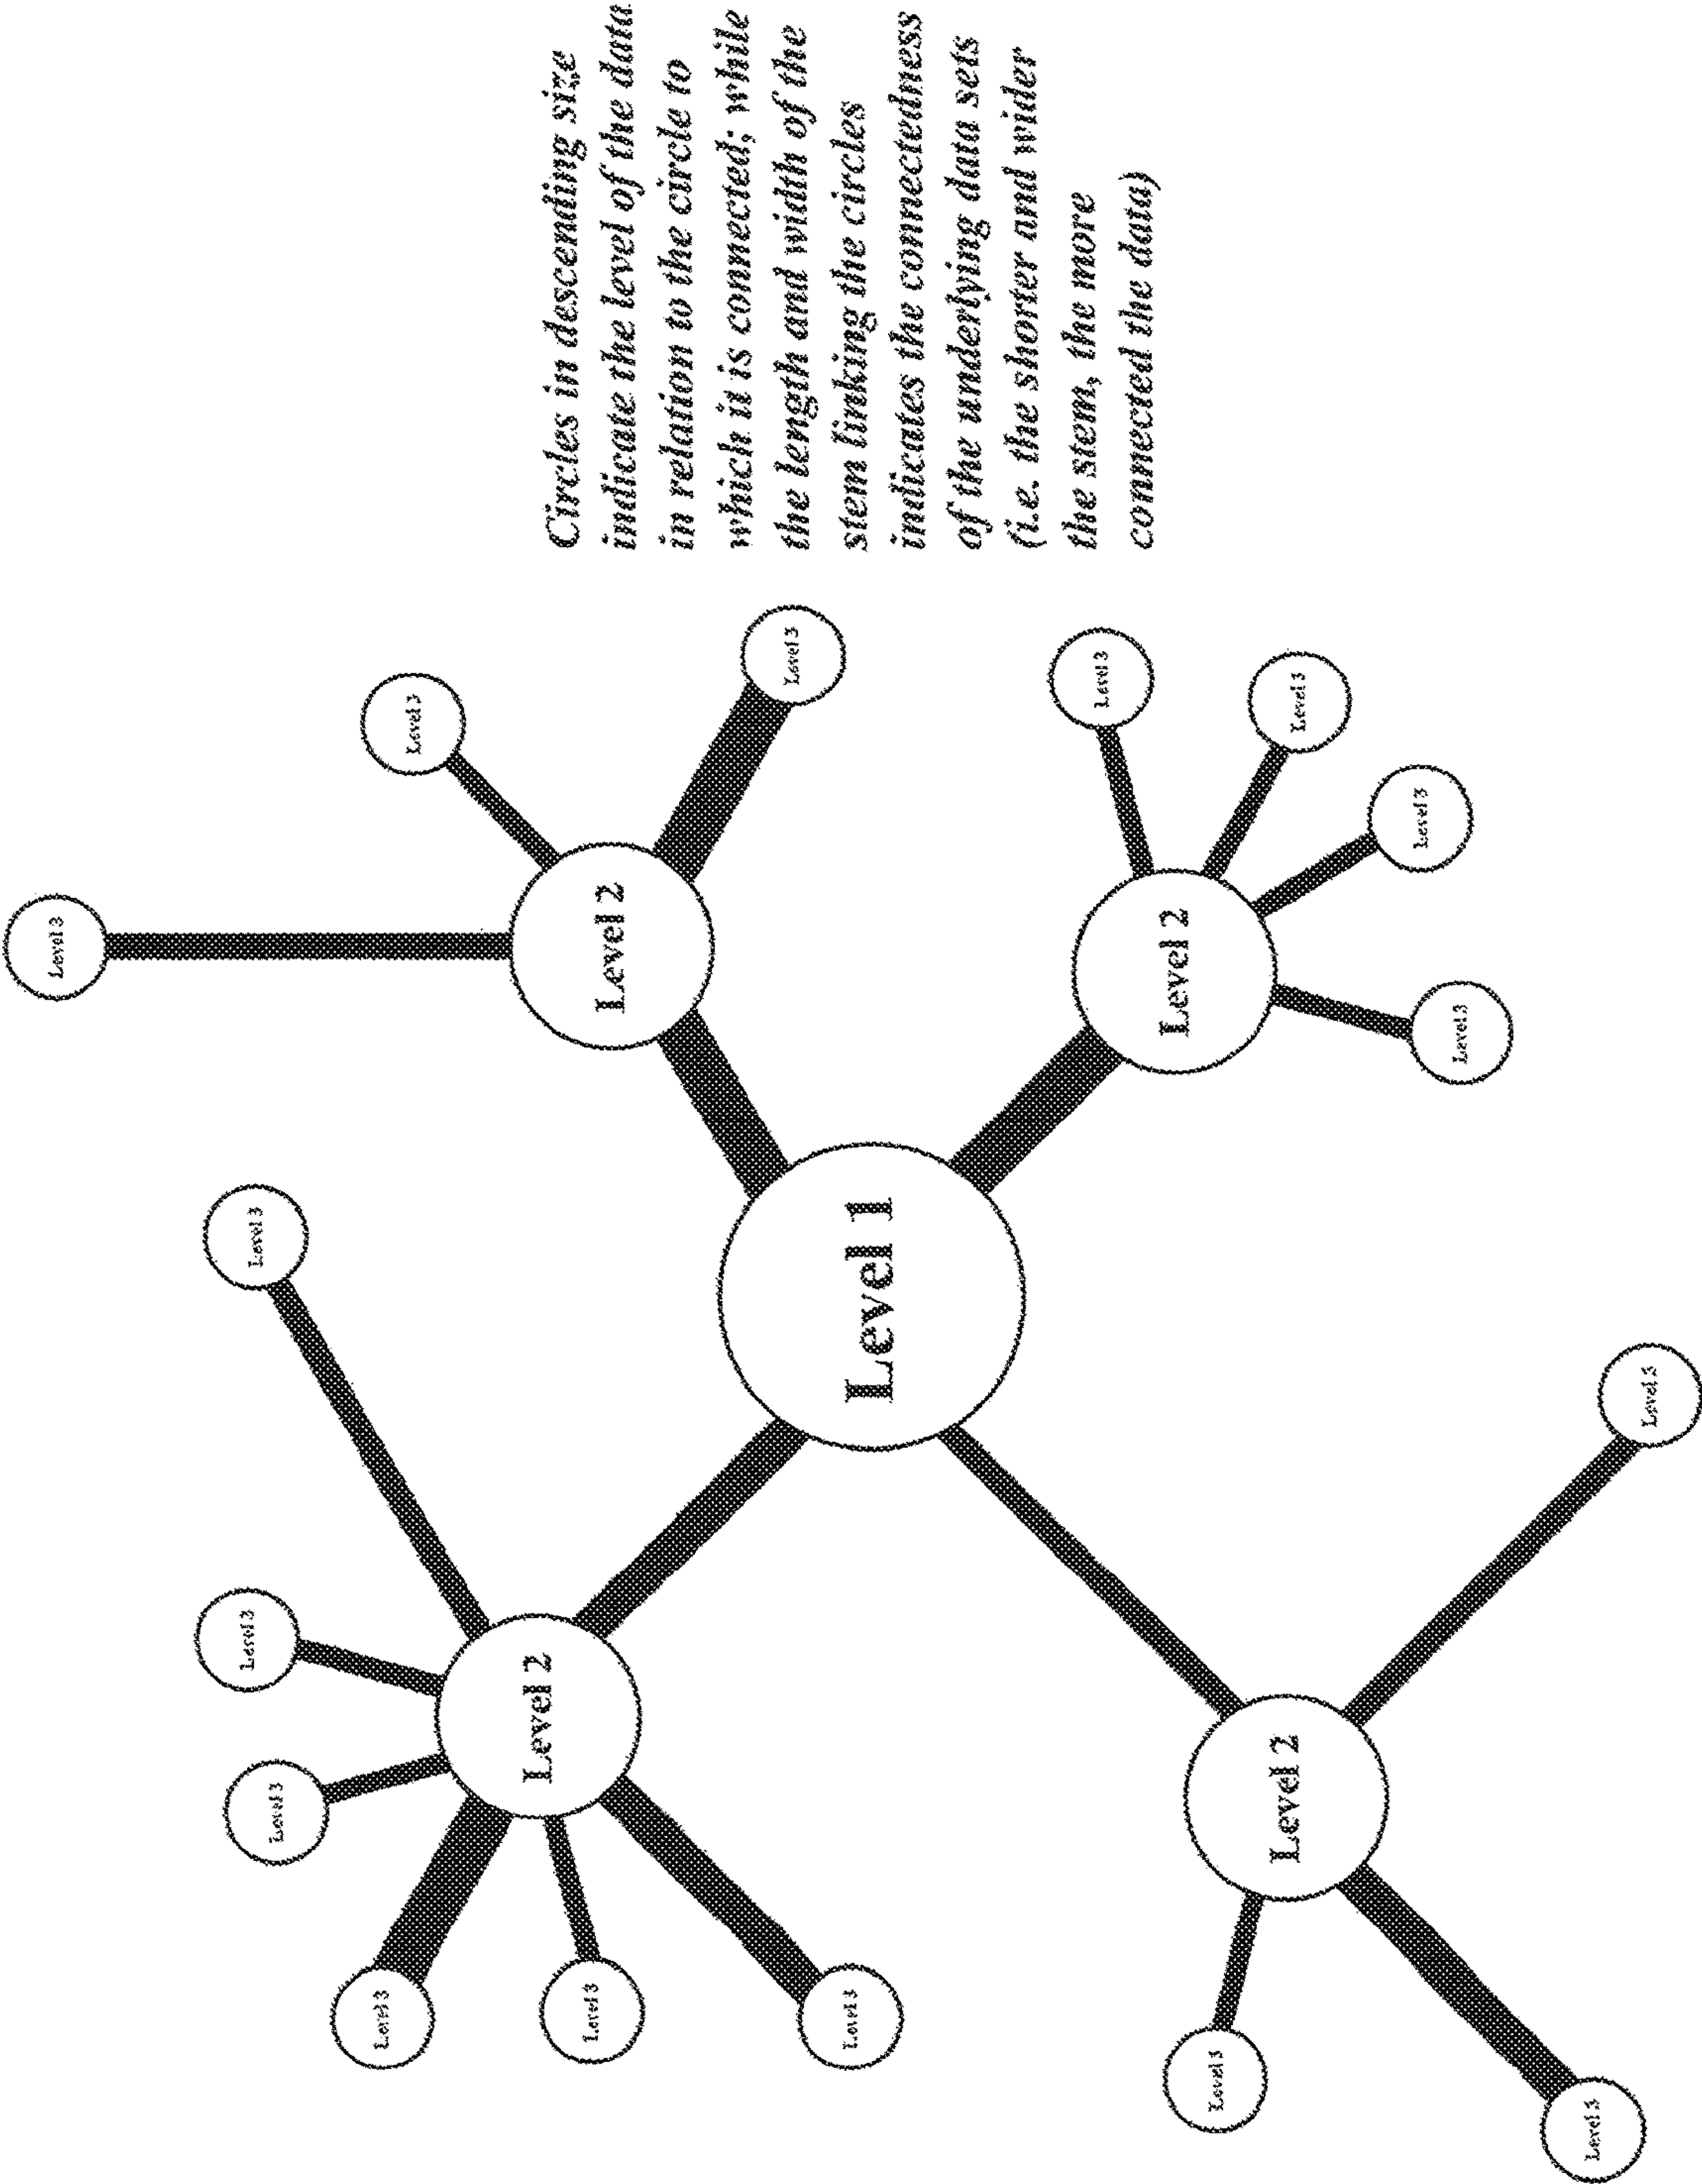 Level 3
Level 3
Level 3
Level 3
Level 3
Level 3
Level 2
Level 3
Level 2
Level 3
Level 3
Level 1
Level 3
Level 2
Level 3
Level 2
Level 3
Level 3
Level 3
Level 3
Level 3
Circles in descending size
indicate the level of the data
in relation to the circle to
which it is connected; while
the length and width of the
stem linking the circles
indicates the connectedness
of the underlying data sets
(i.e. the shorter and wider
the stem, the more
connected the data)